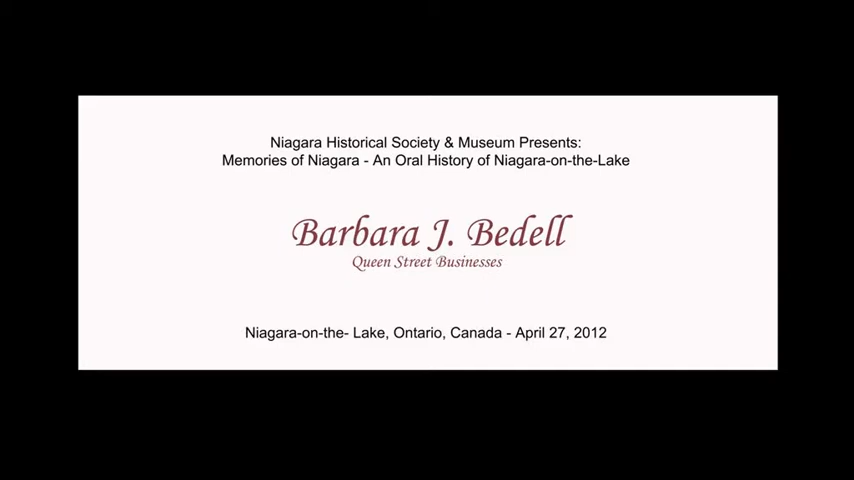 Niagara Historical Society & Museum Presents:
Memories of Niagara - An Oral History of Niagara-on-the-Lake
Barbara J. Bedell
Queen Street Businesses
Niagara-on-the- Lake, Ontario, Canada - April 27, 2012